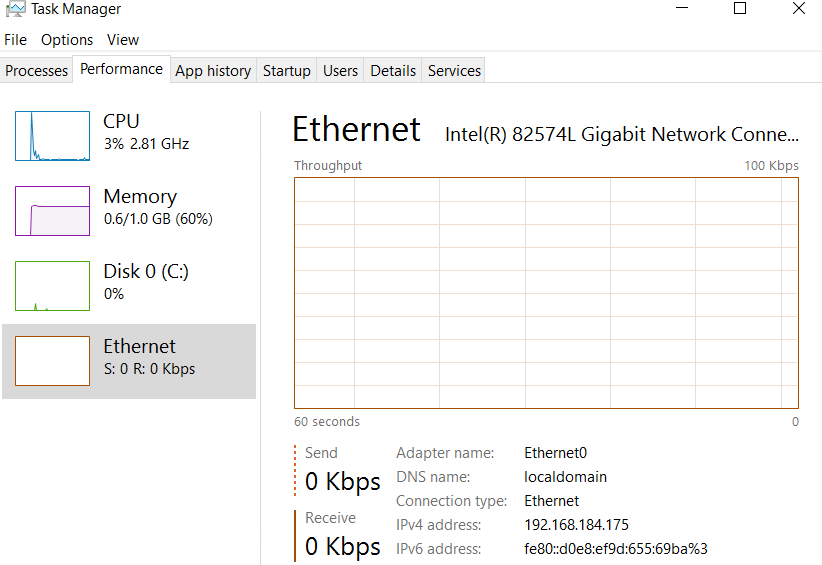 Task Manager
File Options View
Processes Performance App history Startup Users Details Services
CPU
3% 2.81 GHz
Memory
0.6/1.0 GB (60%)
Disk 0 (C:)
0%
Ethernet
S: 0 R: 0 Kbps
Ethernet Intel(R) 82574L Gigabit Network Conne...
Throughput 100 Kbps
60 seconds 0
Send
0 Kbps
Receive
0 Kbps
Adapter name: Ethernet0
DNS name: localdomain
Connection type: Ethernet
IPv4 address: 192.168.184.175
IPv6 address: fe80::d0e8:ef9d:655:69ba%3